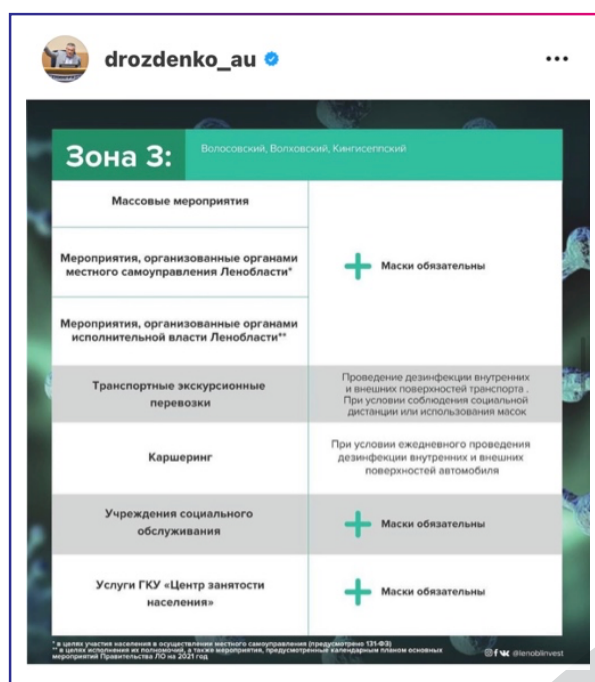 drozdenko_au
Зона 3:
Волосовский, Волховский, Кингисеппский
Массовые мероприятия
Мероприятия, организованные органами
местного самоуправления Ленобласти*
Мероприятия, организованные органами
исполнительной власти Ленобласти**
Маски обязательны
Транспортные экскурсионные
перевозки
Проведение дезинфекции внутренних
и внешних поверхностей транспорта .
При условии соблюдения социальной
дистанции или использования масок
Каршеринг
При условии ежедневного проведения
дезинфекции внутренних и внешних
поверхностей автомобиля
Учреждения социального
обслуживания
Маски обязательны
Услуги ГКУ «Центр занятости
населения»
Маски обязательны
* в целях участия населения в осуществлении местного самоуправления (предусмотрено 131-ФЗ)
** в целях исполнения их полномочий, а также мероприятия, предусмотренные календарным планом основных
мероприятий Правительства ЛО на 2021 год
@lenoblinvest